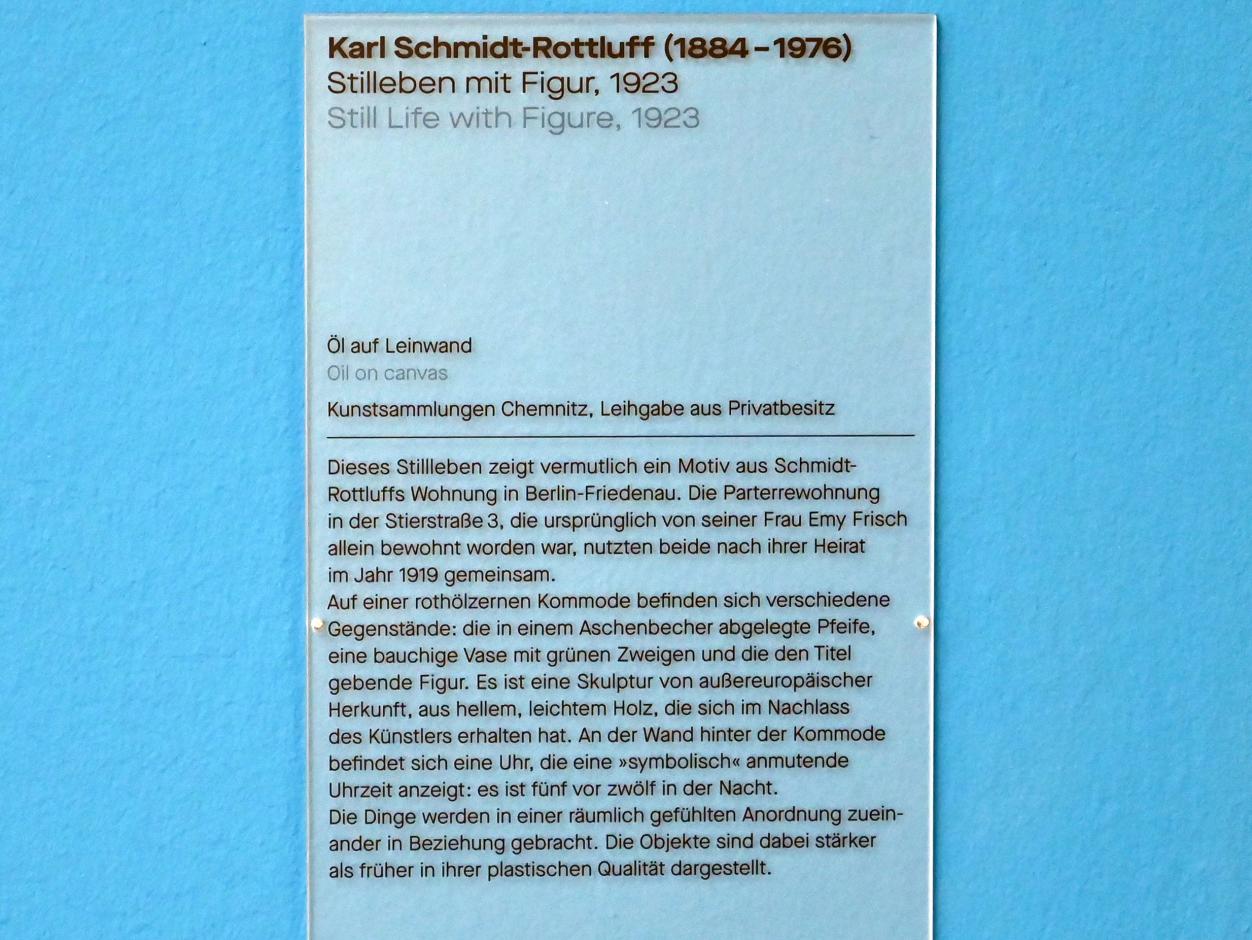 Karl Schmidt-Rottluff (1884–1976)
Stilleben mit Figur, 1923
Still Life with Figure, 1923
Öl auf Leinwand
Oil on canvas
Kunstsammlungen Chemnitz, Leihgabe aus Privatbesitz
Dieses Stillleben zeigt vermutlich ein Motiv aus Schmidt-
Rottluffs Wohnung in Berlin-Friedenau. Die Parterrewohnung
in der Stierstraße 3, die ursprünglich von seiner Frau Emy Frisch
allein bewohnt worden war, nutzten beide nach ihrer Heirat
im Jahr 1919 gemeinsam.
Auf einer rothölzernen Kommode befinden sich verschiedene
Gegenstände: die in einem Aschenbecher abgelegte Pfeife,
eine bauchige Vase mit grünen Zweigen und die den Titel
gebende Figur. Es ist eine Skulptur von außereuropäischer
Herkunft, aus hellem, leichtem Holz, die sich im Nachlass
des Künstlers erhalten hat. An der Wand hinter der Kommode
befindet sich eine Uhr, die eine »symbolisch« anmutende
Uhrzeit anzeigt: es ist fünf vor zwölf in der Nacht.
Die Dinge werden in einer räumlich gefühlten Anordnung zuein-
ander in Beziehung gebracht. Die Objekte sind dabei stärker
als früher in ihrer plastischen Qualität dargestellt.